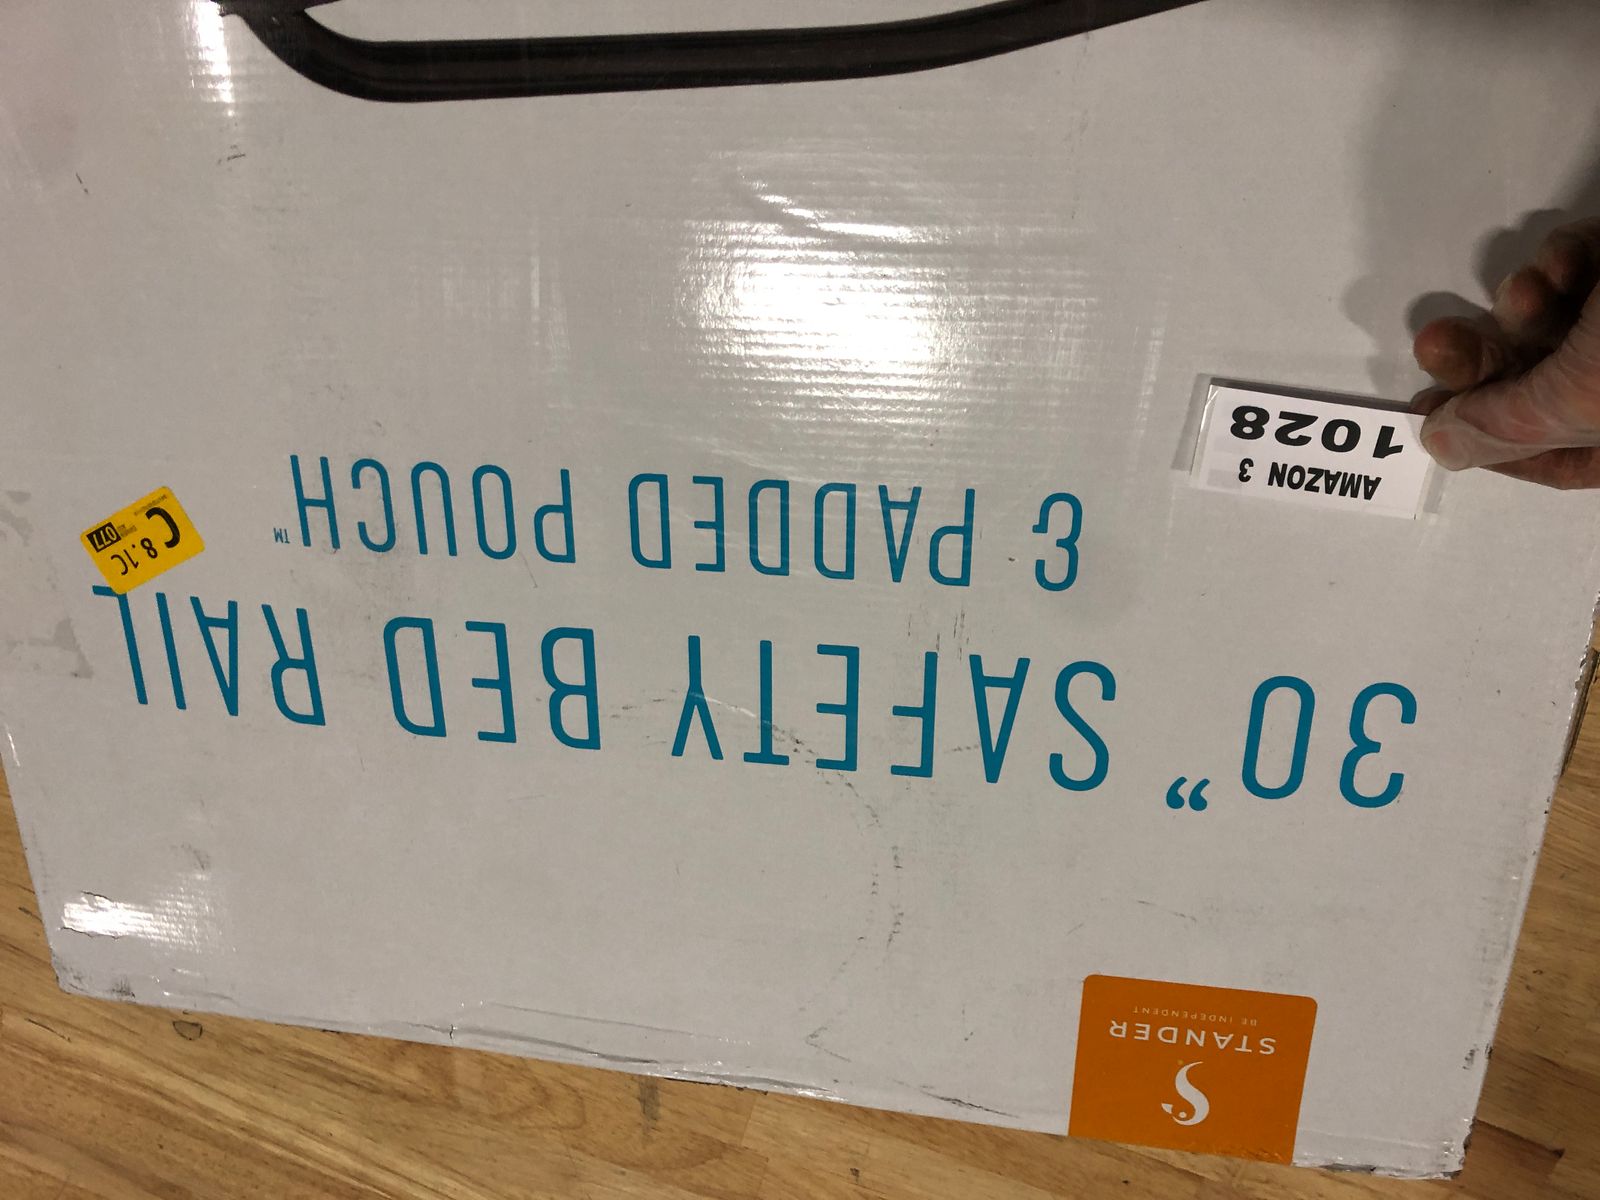 S
STANDER
BE INDEPENDENT
30" SAFETY BED RAIL
& PADDED POUCH™
C
8.1C
077
AMAZON 3
1028